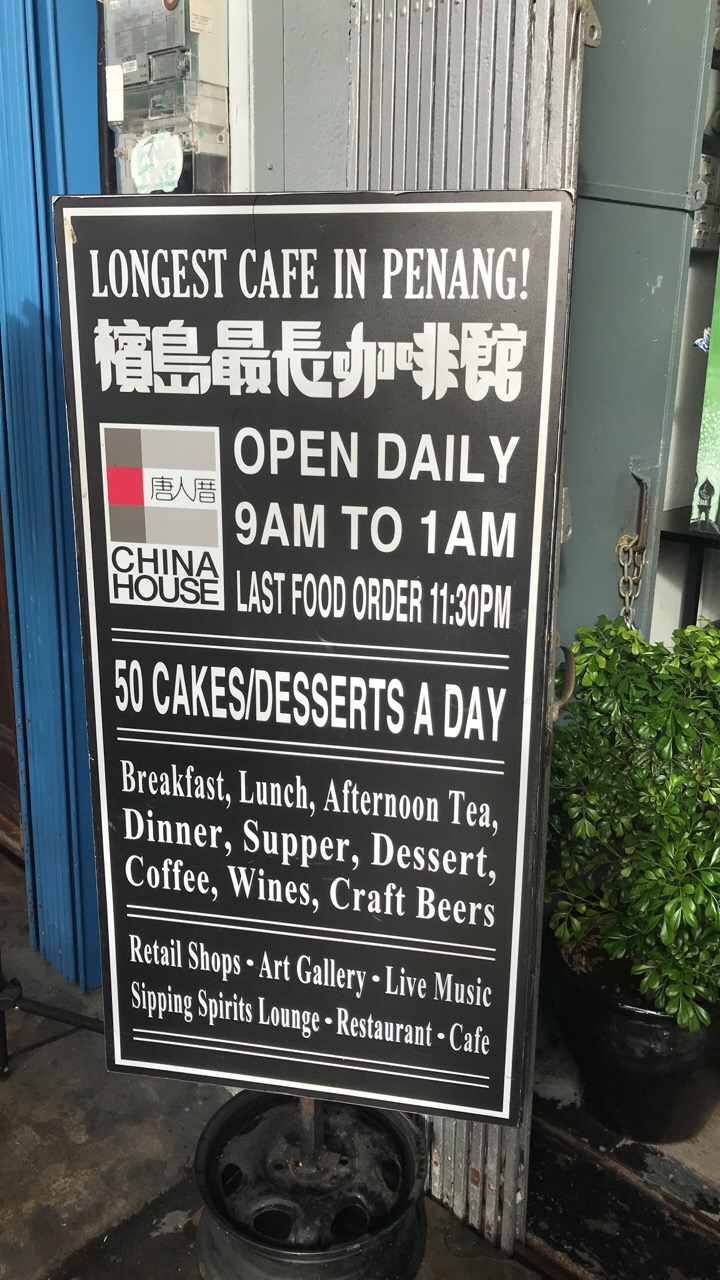 LONGEST CAFE IN PENANG!
檳島最長咖啡館
唐人厝
CHINA
HOUSE
OPEN DAILY
9AM TO 1AM
LAST FOOD ORDER 11:30PM
50 CAKES/DESSERTS A DAY
Breakfast, Lunch, Afternoon Tea,
Dinner, Supper, Dessert,
Coffee, Wines, Craft Beers
Retail Shops • Art Gallery • Live Music
Sipping Spirits Lounge • Restaurant • Cafe